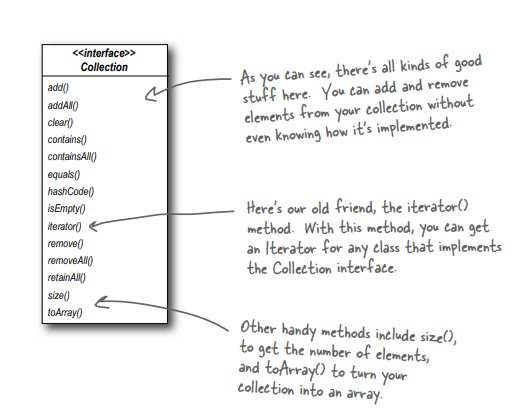 <<interface>>
Collection
add()
addAll()
clear()
contains()
containsAll()
equals()
hashCode()
isEmpty()
iterator()
remove()
removeAll()
retainAll()
size()
toArray()
As you can see, there's all kinds of good
stuff here. You can add and remove
elements from your collection without
even knowing how it's implemented.
Here's our old friend, the iterator()
method. With this method, you can get
an Iterator for any class that implements
the Collection interface.
Other handy methods include size(),
to get the number of elements,
and toArray() to turn your
collection into an array.